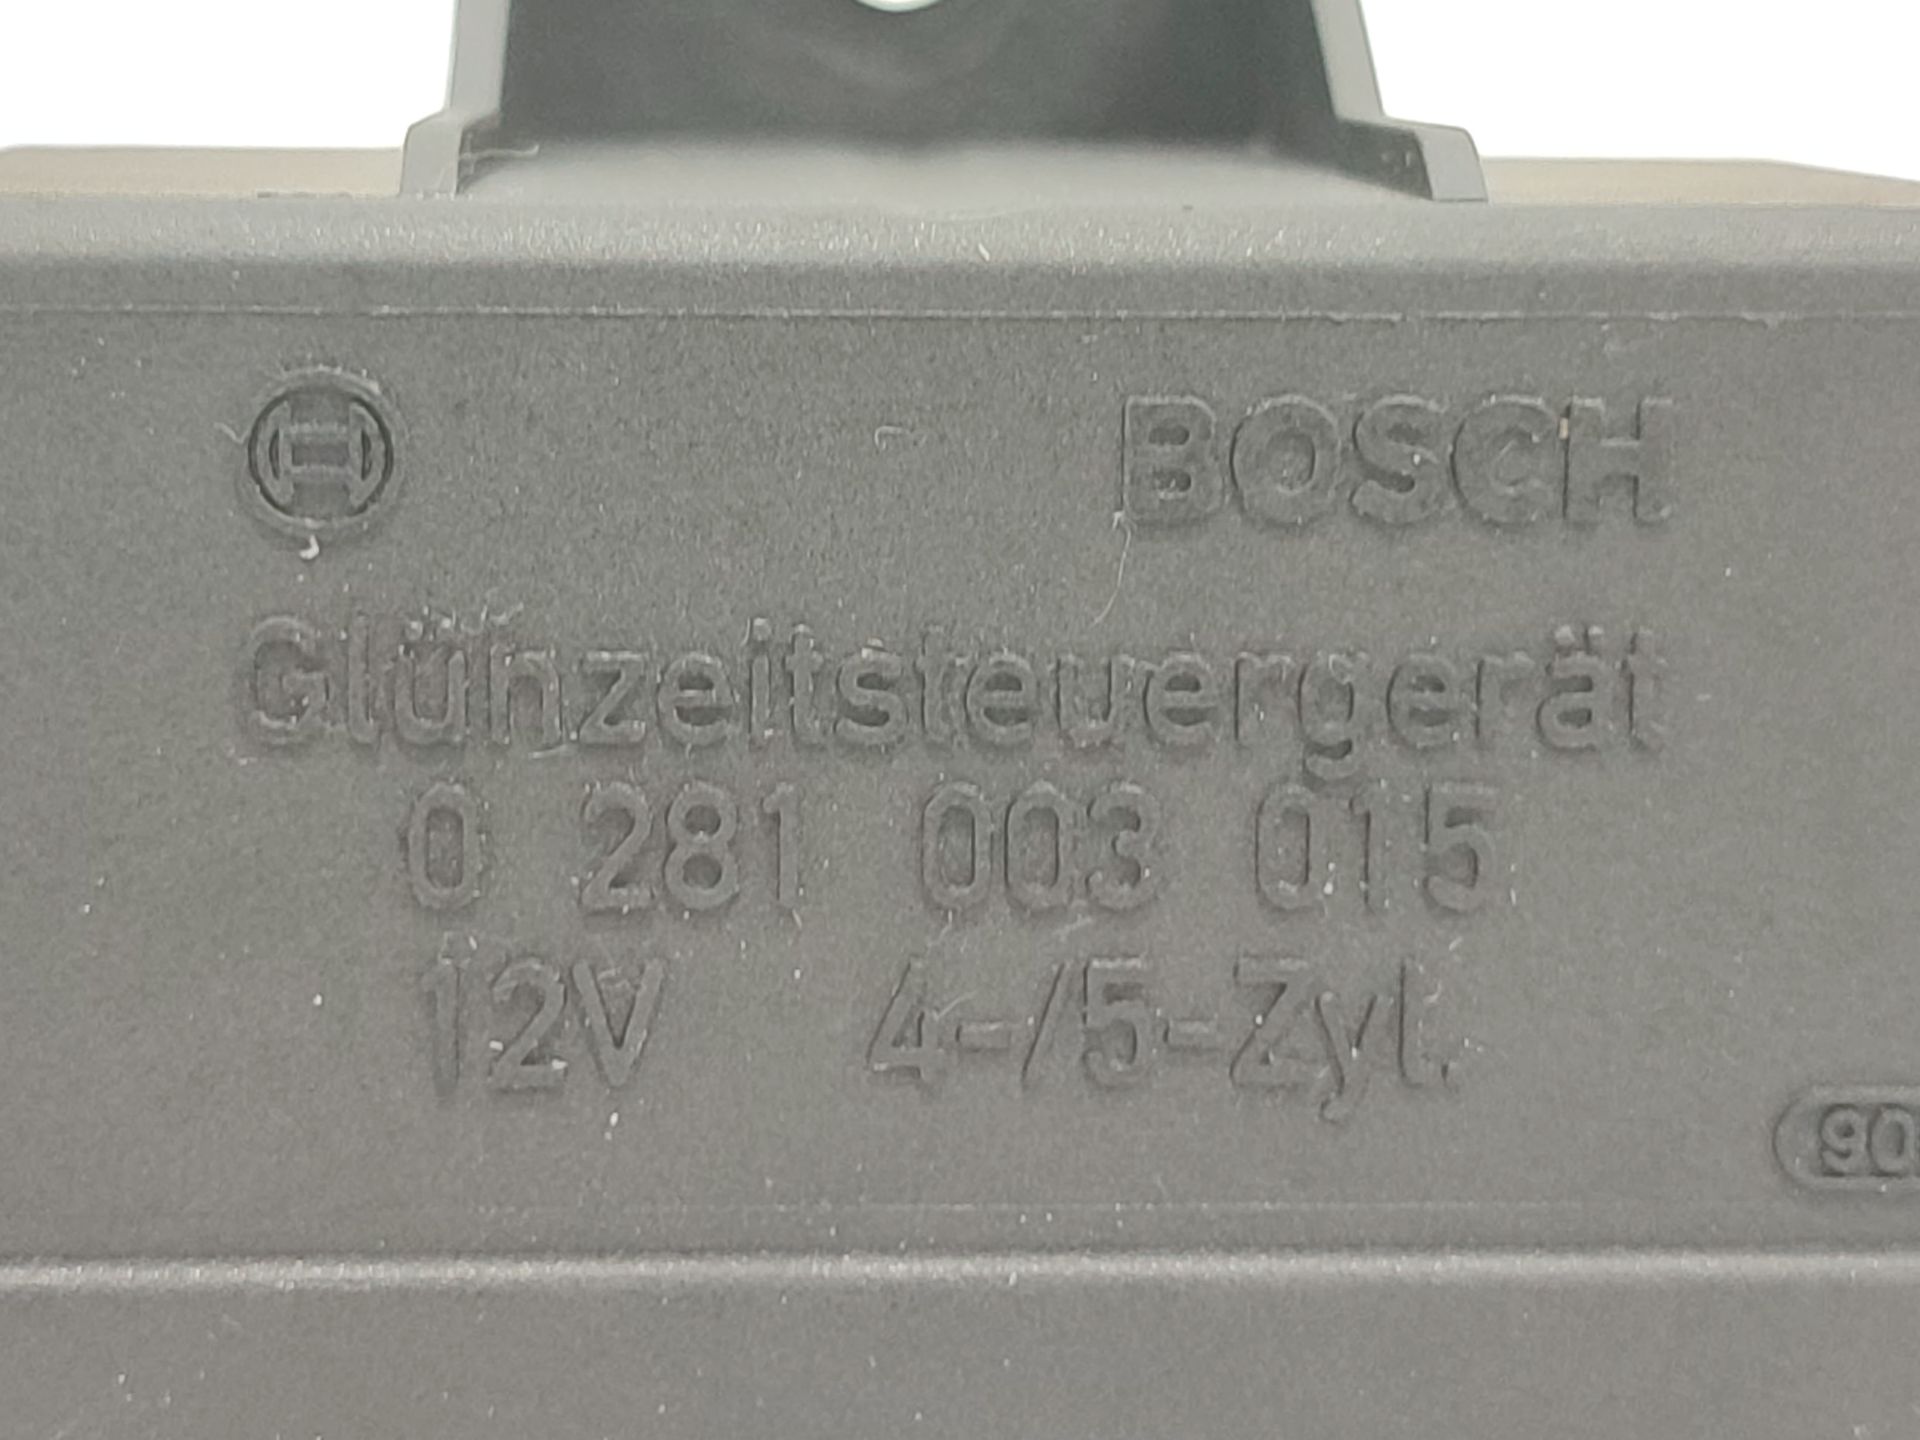 BOSCH
Glühzeitsteuergerät
0 281 003 015
12V 4-/5-Zyl.